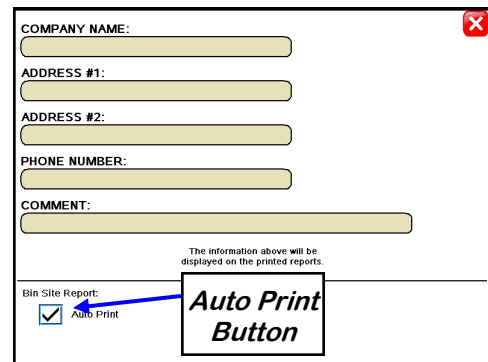 COMPANY NAME:
ADDRESS #1:
ADDRESS #2:
PHONE NUMBER:
COMMENT:
The information above will be
displayed on the printed reports.
Bin Site Report:
Auto Print
Auto Print
Button